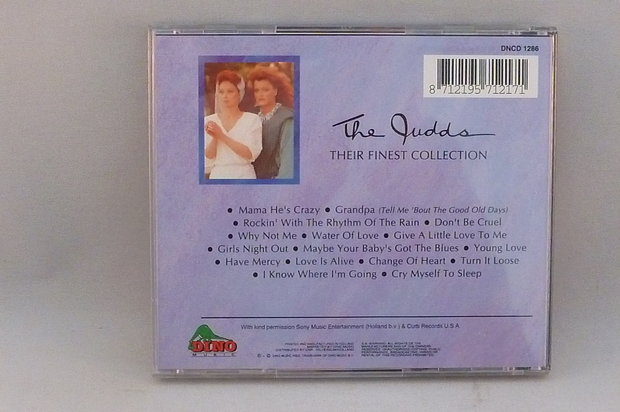 DNCD 1286
8 712195 712171
The Judds
THEIR FINEST COLLECTION
• Mama He's Crazy • Grandpa (Tell Me 'Bout The Good Old Days)
• Rockin' With The Rhythm Of The Rain • Don't Be Cruel
• Why Not Me • Water Of Love • Give A Little Love To Me
• Girls Night Out • Maybe Your Baby's Got The Blues • Young Love
• Have Mercy • Love Is Alive • Change Of Heart • Turn It Loose
• I Know Where I'm Going • Cry Myself To Sleep
With kind permission Sony Music Entertainment (Holland b.v.) & Curb Records U.S.A
DINO
MUSIC